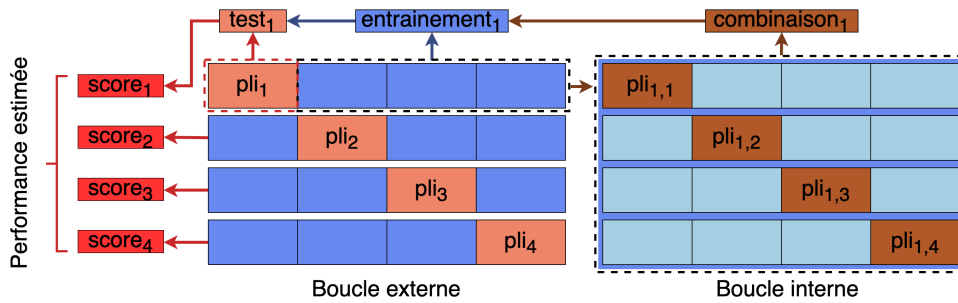 test1
entrainement1
combinaison1
Performance estimée
score1
pli1
pli1,1
score2
pli2
pli1,2
score3
pli3
pli1,3
score4
pli4
pli1,4
Boucle externe
Boucle interne